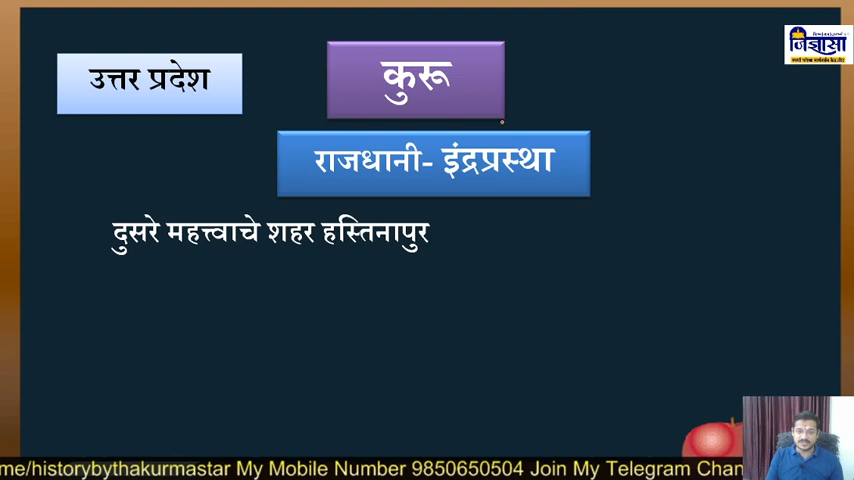 उत्तर प्रदेश
कुरू
राजधानी- इंद्रप्रस्था
दुसरे महत्त्वाचे शहर हस्तिनापुर
जिज्ञासा
me/historybythakurmastar My Mobile Number 9850650504 Join My Telegram Chan